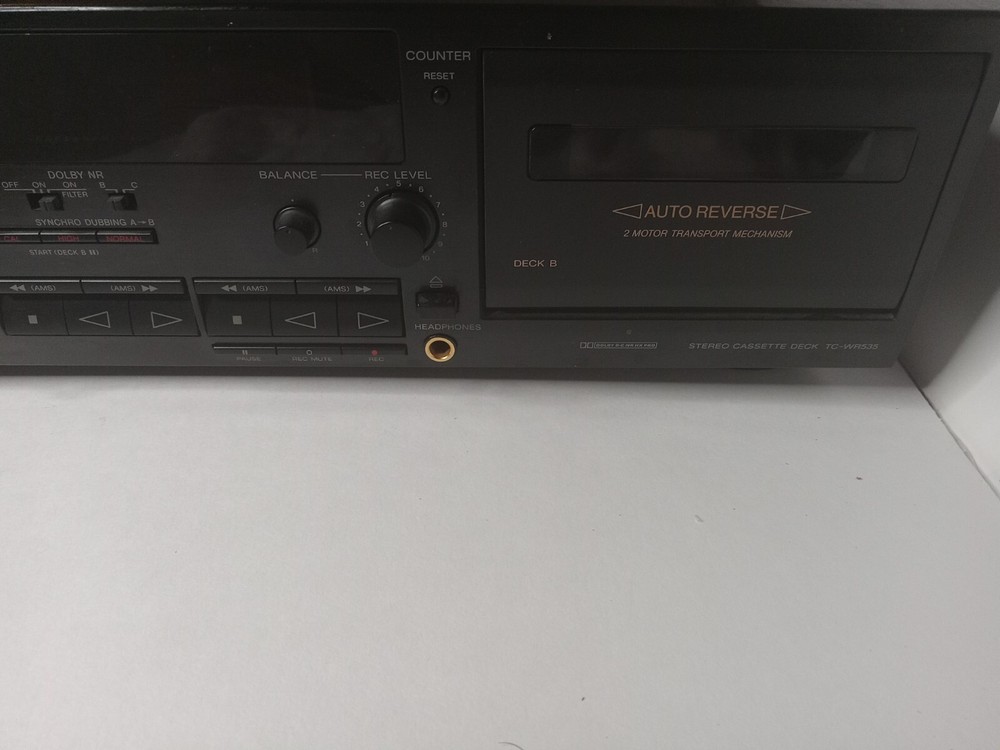 COUNTER
RESET
DOLBY NR
OFF ON ON B C
FILTER
BALANCE REC LEVEL
1 2 3 4 5 6 7 8 9 10
SYNCHRO DUBBING A→B
CAL HIGH NORMAL
START (DECK B II)
◁◁ (AMS) (AMS) ▷▷
◁◁ (AMS) (AMS) ▷▷
HEADPHONES
PAUSE REC MUTE REC
AUTO REVERSE
2 MOTOR TRANSPORT MECHANISM
DECK B
STEREO CASSETTE DECK TC-WR535